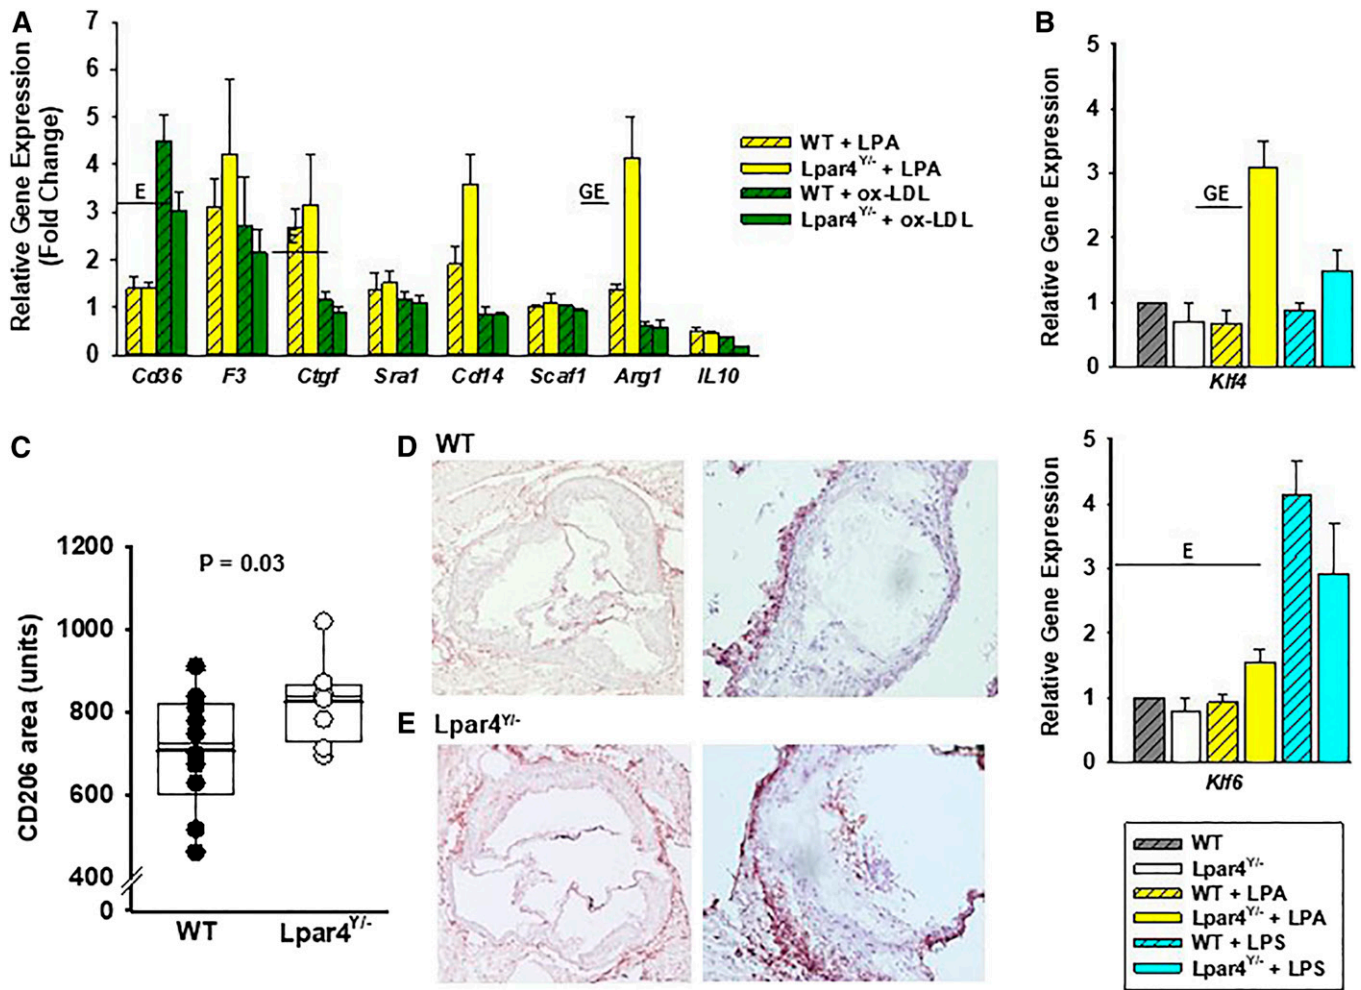 A
Relative Gene Expression
(Fold Change)
7
6
5
4
3
2
1
0
E
E
GE
Cd36 F3 Ctgf Sra1 Cd14 Scaf1 Arg1 IL10
WT + LPA
Lpar4Y/- + LPA
WT + ox-LDL
Lpar4Y/- + ox-LDL
B
Relative Gene Expression
5
4
3
2
1
0
GE
Klf4
Relative Gene Expression
5
4
3
2
1
0
E
Klf6
WT
Lpar4Y/-
WT + LPA
Lpar4Y/- + LPA
WT + LPS
Lpar4Y/- + LPS
C
CD206 area (units)
1200
1000
800
600
400
0
P = 0.03
WT Lpar4Y/-
D WT
E Lpar4Y/-